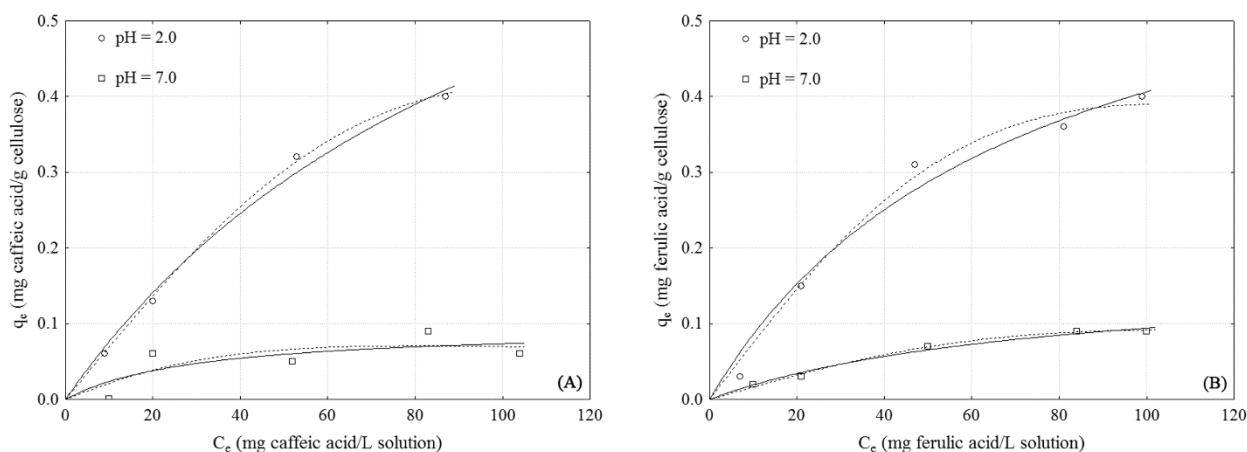 0.5
0.4
0.3
0.2
0.1
0.0
qe (mg caffeic acid/g cellulose)
pH = 2.0
pH = 7.0
(A)
0 20 40 60 80 100 120
Ce (mg caffeic acid/L solution)
0.5
0.4
0.3
0.2
0.1
0.0
qe (mg ferulic acid/g cellulose)
pH = 2.0
pH = 7.0
(B)
0 20 40 60 80 100 120
Ce (mg ferulic acid/L solution)